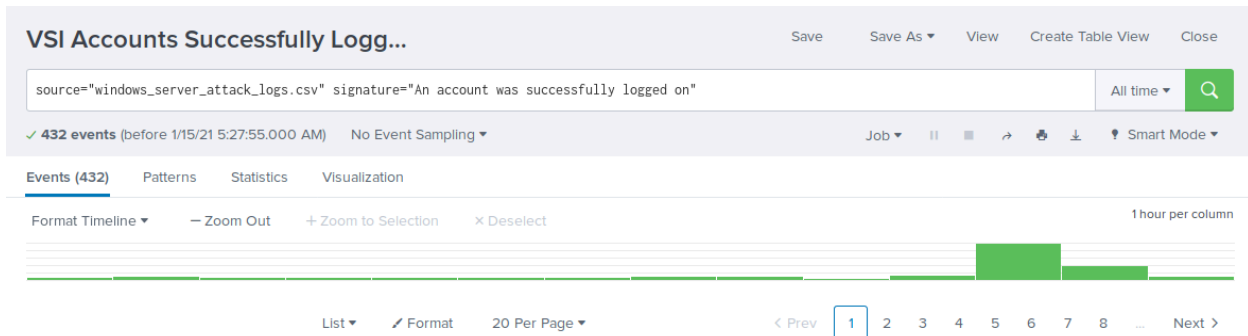 VSI Accounts Successfully Logg...
Save Save As View Create Table View Close
source="windows_server_attack_logs.csv" signature="An account was successfully logged on"
All time
432 events (before 1/15/21 5:27:55.000 AM) No Event Sampling
Job Smart Mode
Events (432) Patterns Statistics Visualization
Format Timeline — Zoom Out + Zoom to Selection × Deselect
1 hour per column
List Format 20 Per Page
< Prev 1 2 3 4 5 6 7 8 ... Next >